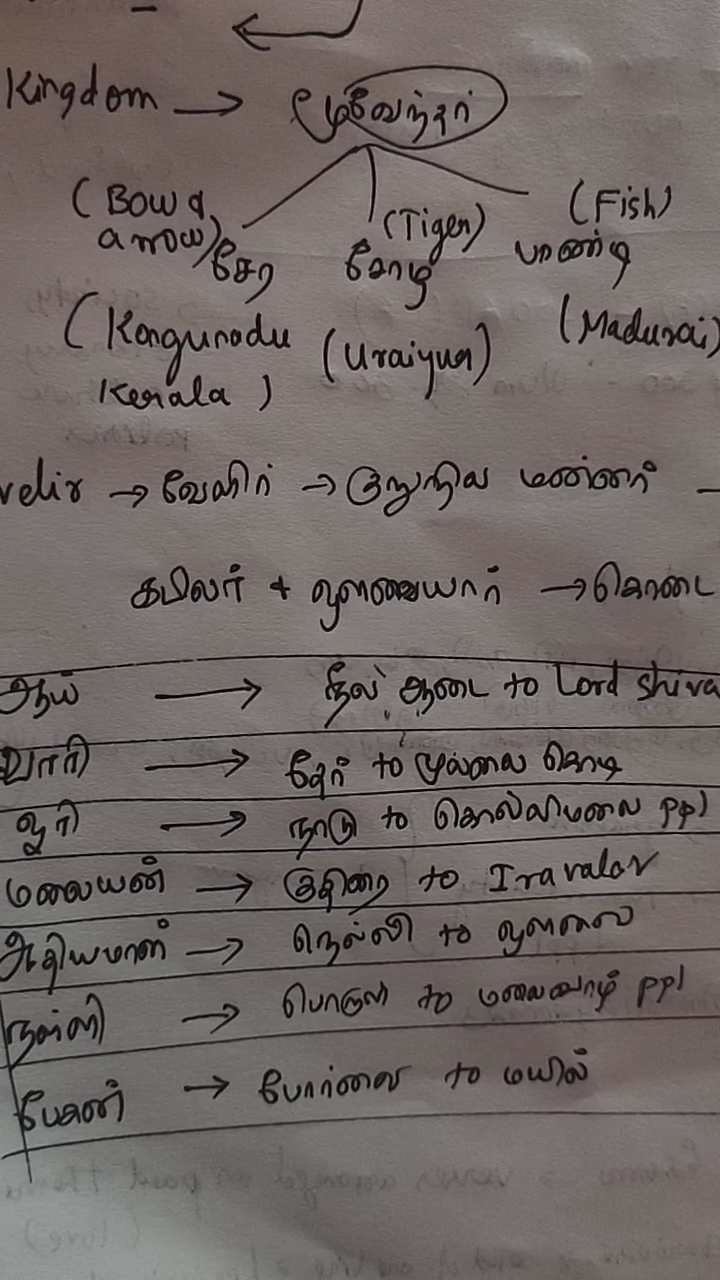 Kingdom → மூவேந்தர்
(Bow & arrow) (Tiger) (Fish)
சேர சோழ பாண்டி
(Kongunadu Kerala) (Uraiyur) (Madurai)
velir → வேளிர் → குறுநில மன்னர் –
கபிலர் + ஔவையார் → கொடை
ஆய் → நீல ஆடை to Lord Shiva
பாரி → தேர் to முல்லை கொடி
ஓரி → நாடு to கொல்லிமலை ppl
மலையன் → குதிரை to Iravalar
அதியமான் → நெல்லி to ஔவை
நள்ளி → பொருள் to மலைவாழ் ppl
பேகன் → போர்வை to மயில்